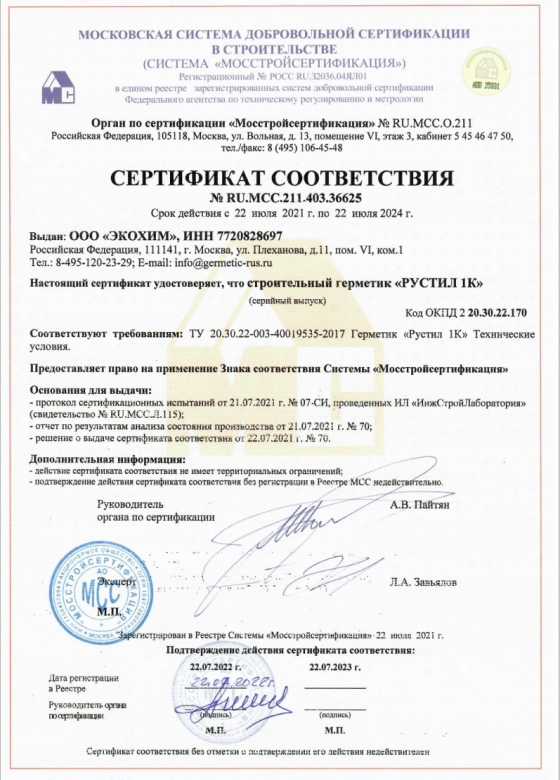 МОСКОВСКАЯ СИСТЕМА ДОБРОВОЛЬНОЙ СЕРТИФИКАЦИИ
В СТРОИТЕЛЬСТВЕ
(СИСТЕМА «МОССТРОЙСЕРТИФИКАЦИЯ»)
Регистрационный № РОСС RU.32036.04ЯЛ01
в едином реестре зарегистрированных систем добровольной сертификации
Федерального агентства по техническому регулированию и метрологии
МС
Орган по сертификации «Мосстройсертификация» № RU.МСС.О.211
Российская Федерация, 105118, Москва, ул. Вольная, д. 13, помещение VI, этаж 3, кабинет 5 45 46 47 50,
тел./факс: 8 (495) 106-45-48
СЕРТИФИКАТ СООТВЕТСТВИЯ
№ RU.МСС.211.403.36625
Срок действия с 22 июля 2021 г. по 22 июля 2024 г.
Выдан: ООО «ЭКОХИМ», ИНН 7720828697
Российская Федерация, 111141, г. Москва, ул. Плеханова, д.11, пом. VI, ком.1
Тел.: 8-495-120-23-29; E-mail: info@germetic-rus.ru
Настоящий сертификат удостоверяет, что строительный герметик «РУСТИЛ 1К»
(серийный выпуск)
Код ОКПД 2 20.30.22.170
Соответствуют требованиям: ТУ 20.30.22-003-40019535-2017 Герметик «Рустил 1К» Технические
условия.
Предоставляет право на применение Знака соответствия Системы «Мосстройсертификация»
Основания для выдачи:
- протокол сертификационных испытаний от 21.07.2021 г. № 07-СИ, проведенных ИЛ «ИнжСтройЛаборатория»
(свидетельство № RU.МСС.Л.115);
- отчет по результатам анализа состояния производства от 21.07.2021 г. № 70;
- решение о выдаче сертификата соответствия от 22.07.2021 г. № 70.
Дополнительная информация:
- действие сертификата соответствия не имеет территориальных ограничений;
- подтверждение действия сертификата соответствия без регистрации в Реестре МСС недействительно.
Руководитель
органа по сертификации
А.В. Пайтян
Эксперт
Л.А. Завьялов
АО
МСС
М.П.
Зарегистрирован в Реестре Системы «Мосстройсертификация» 22 июля 2021 г.
Подтверждение действия сертификата соответствия:
22.07.2022 г. 22.07.2023 г.
Дата регистрации
в Реестре
22.07.2022г.
Руководитель органа
по сертификации
(подпись) (подпись)
М.П. М.П.
Сертификат соответствия без отметки о подтверждении его действия недействителен